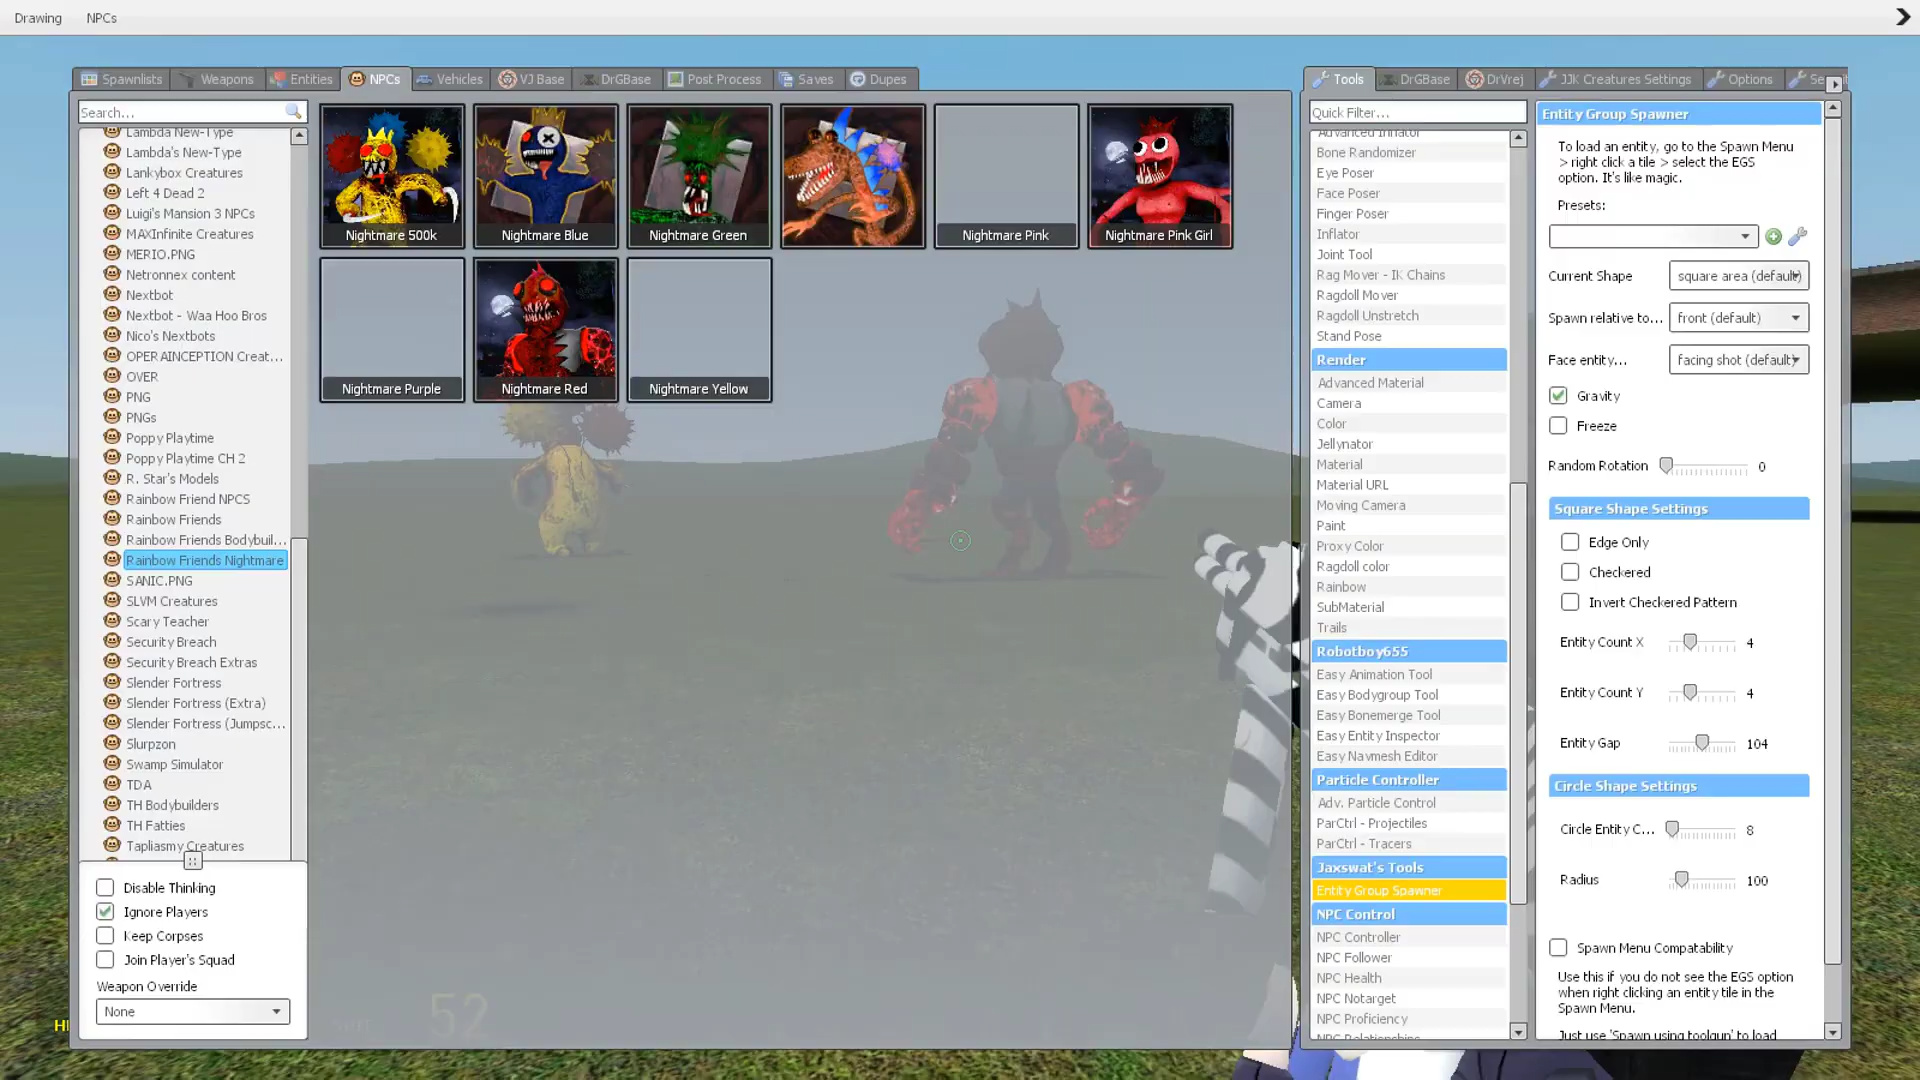 Drawing NPCs
Spawnlists Weapons Entities NPCs Vehicles VJ Base DrGBase Post Process Saves Dupes
Search...
Lambda New-Type
Lambda's New-Type
Lankybox Creatures
Left 4 Dead 2
Luigi's Mansion 3 NPCs
MAXInfinite Creatures
MERIO.PNG
Netronnex content
Nextbot
Nextbot - Waa Hoo Bros
Nico's Nextbots
OPERAINCEPTION Creat...
OVER
PNG
PNGs
Poppy Playtime
Poppy Playtime CH 2
R. Star's Models
Rainbow Friend NPCS
Rainbow Friends
Rainbow Friends Bodybuil...
Rainbow Friends Nightmare
SANIC.PNG
SLVM Creatures
Scary Teacher
Security Breach
Security Breach Extras
Slender Fortress
Slender Fortress (Extra)
Slender Fortress (Jumpsc...
Slurpzon
Swamp Simulator
TDA
TH Bodybuilders
TH Fatties
Tapliasmy Creatures
Disable Thinking
Ignore Players
Keep Corpses
Join Player's Squad
Weapon Override
None
Nightmare 500k
Nightmare Blue
Nightmare Green
Nightmare Pink
Nightmare Pink Girl
Nightmare Purple
Nightmare Red
Nightmare Yellow
52
Tools DrGBase DrVrej JJK Creatures Settings Options
Quick Filter...
Advanced Inflator
Bone Randomizer
Eye Poser
Face Poser
Finger Poser
Inflator
Joint Tool
Rag Mover - IK Chains
Ragdoll Mover
Ragdoll Unstretch
Stand Pose
Render
Advanced Material
Camera
Color
Jellynator
Material
Material URL
Moving Camera
Paint
Proxy Color
Ragdoll color
Rainbow
SubMaterial
Trails
Robotboy655
Easy Animation Tool
Easy Bodygroup Tool
Easy Bonemerge Tool
Easy Entity Inspector
Easy Navmesh Editor
Particle Controller
Adv. Particle Control
ParCtrl - Projectiles
ParCtrl - Tracers
Jaxswat's Tools
Entity Group Spawner
NPC Control
NPC Controller
NPC Follower
NPC Health
NPC Notarget
NPC Proficiency
NPC Relationships
Entity Group Spawner
To load an entity, go to the Spawn Menu
> right click a tile > select the EGS
option. It's like magic.
Presets:
Current Shape square area (default)
Spawn relative to... front (default)
Face entity... facing shot (default)
Gravity
Freeze
Random Rotation 0
Square Shape Settings
Edge Only
Checkered
Invert Checkered Pattern
Entity Count X 4
Entity Count Y 4
Entity Gap 104
Circle Shape Settings
Circle Entity C... 8
Radius 100
Spawn Menu Compatability
Use this if you do not see the EGS option
when right clicking an entity tile in the
Spawn Menu.
Just use 'Spawn using toolgun' to load